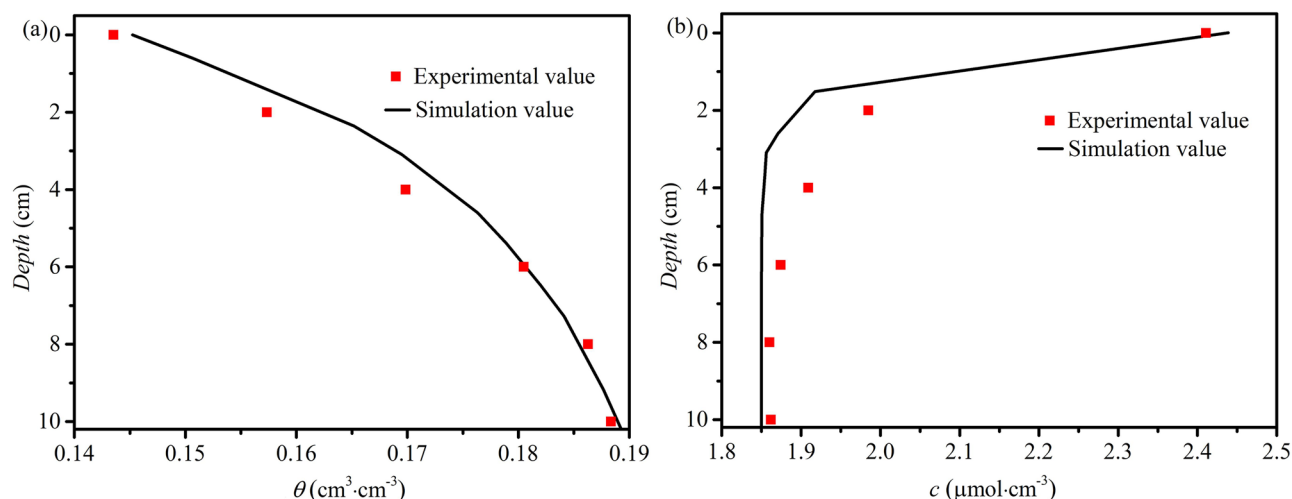 (a)
0
2
4
6
8
10
Depth (cm)
Experimental value
Simulation value
0.14 0.15 0.16 0.17 0.18 0.19
θ (cm³·cm⁻³)
(b)
0
2
4
6
8
10
Depth (cm)
Experimental value
Simulation value
1.8 1.9 2.0 2.1 2.2 2.3 2.4 2.5
c (μmol·cm⁻³)